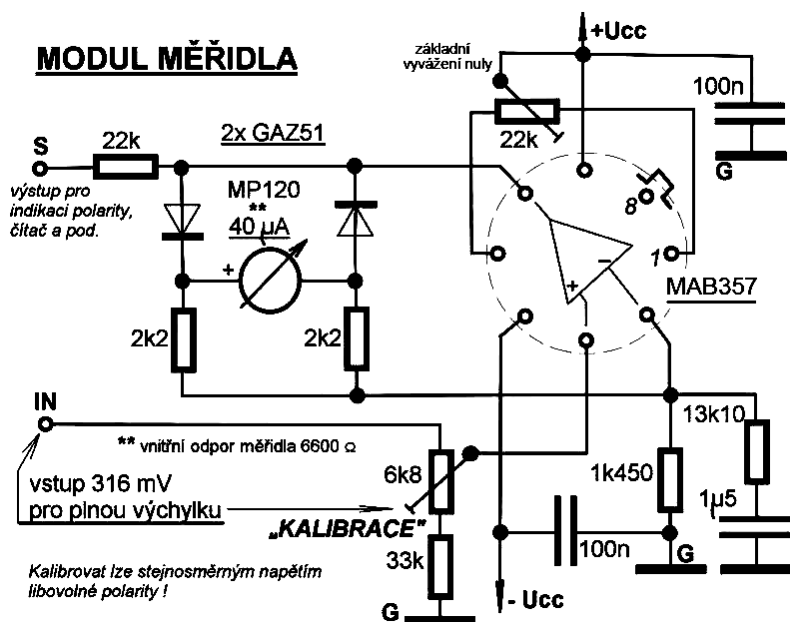 MODUL MĚŘIDLA
+Ucc
základní
vyvážení nuly
100n
22k
G
S
22k
2x GAZ51
výstup pro
indikaci polarity,
čítač a pod.
MP120
**
40 µA
+
8
1
−
+
MAB357
2k2
2k2
IN
** vnitřní odpor měřidla 6600 Ω
13k10
6k8
1k450
1µ5
vstup 316 mV
pro plnou výchylku
„KALIBRACE"
33k
100n
G
Kalibrovat lze stejnosměrným napětím
libovolné polarity !
G
- Ucc